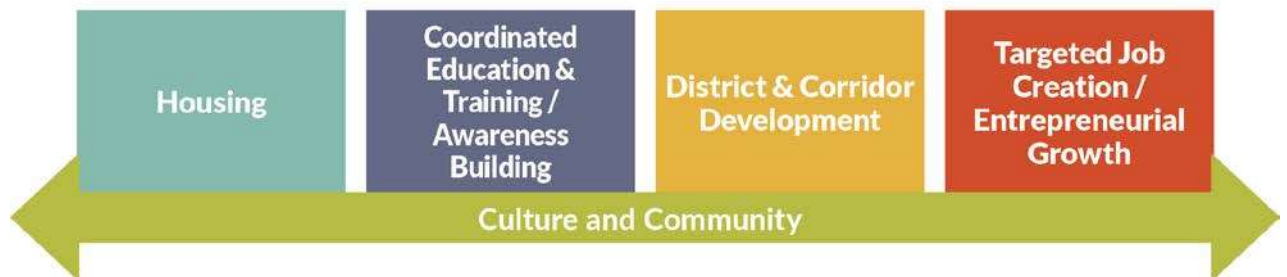 Housing
Coordinated
Education &
Training /
Awareness
Building
District & Corridor
Development
Targeted Job
Creation /
Entrepreneurial
Growth
Culture and Community